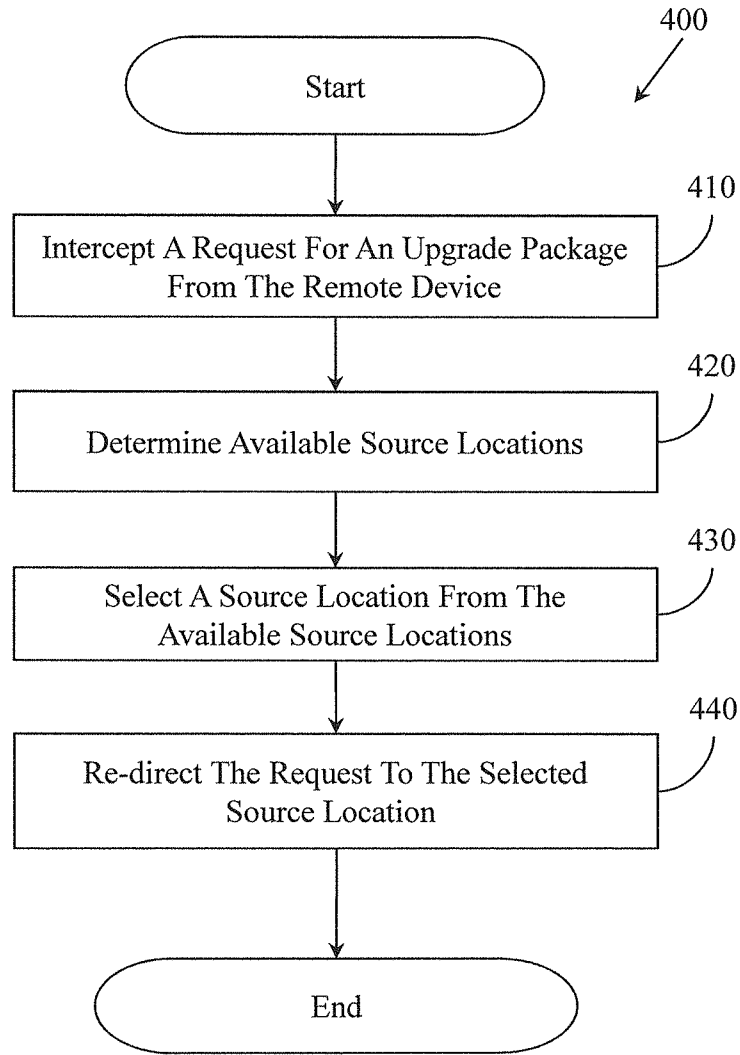 400
Start
410
Intercept A Request For An Upgrade Package
From The Remote Device
420
Determine Available Source Locations
430
Select A Source Location From The
Available Source Locations
440
Re-direct The Request To The Selected
Source Location
End